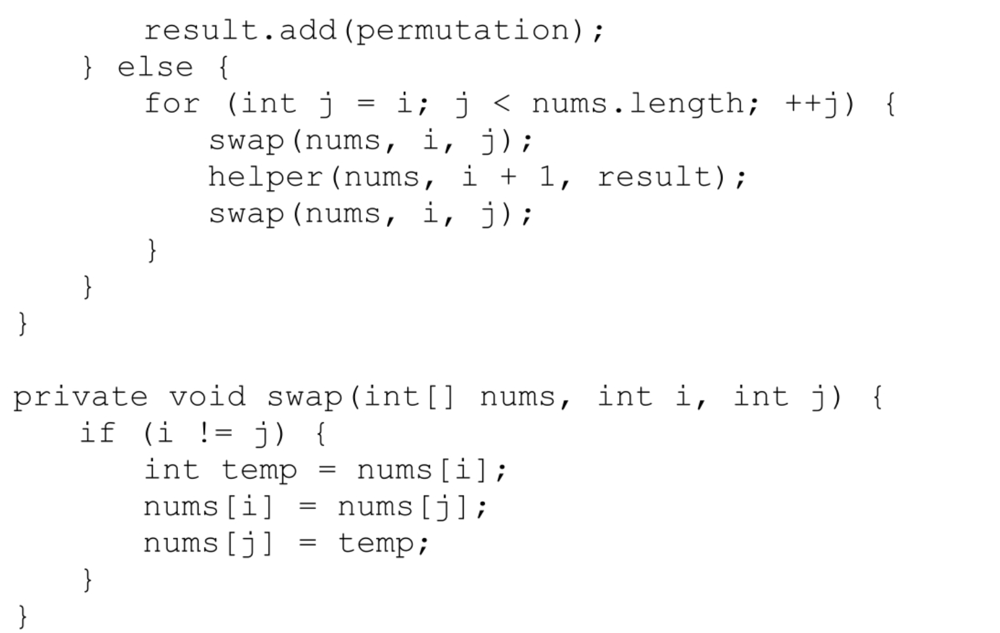 result.add(permutation);
    } else {
        for (int j = i; j < nums.length; ++j) {
            swap(nums, i, j);
            helper(nums, i + 1, result);
            swap(nums, i, j);
        }
    }
}

private void swap(int[] nums, int i, int j) {
    if (i != j) {
        int temp = nums[i];
        nums[i] = nums[j];
        nums[j] = temp;
    }
}